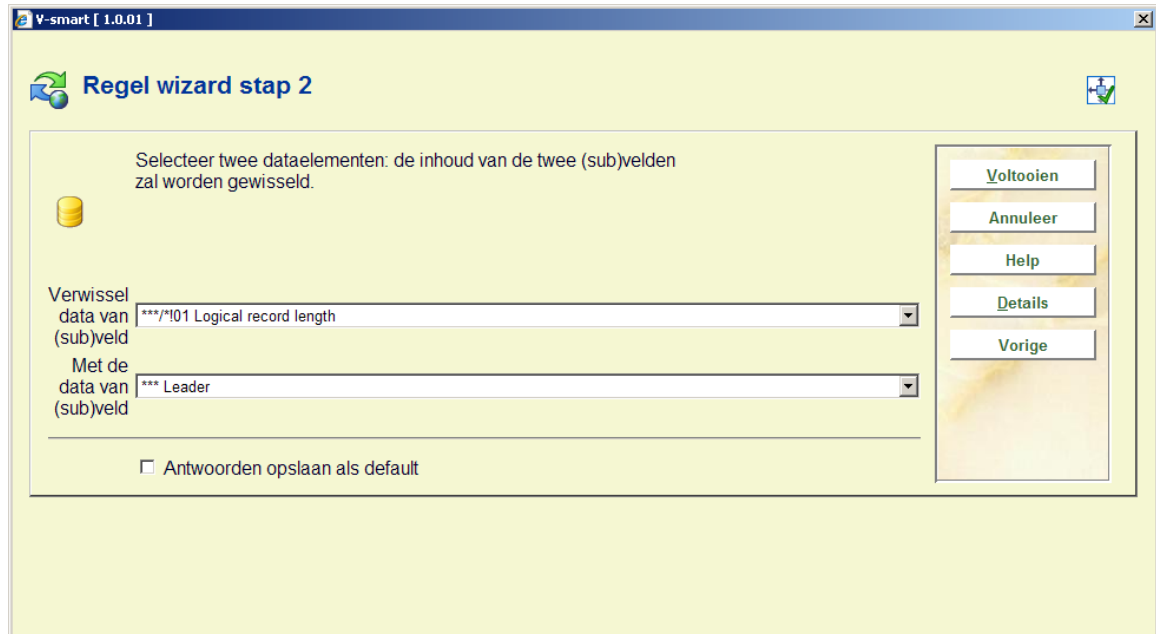 V-smart [ 1.0.01 ]
Regel wizard stap 2
Selecteer twee dataelementen: de inhoud van de twee (sub)velden
zal worden gewisseld.
Voltooien
Annuleer
Help
Details
Vorige
Verwissel
data van
(sub)veld
***/*!01 Logical record length
Met de
data van
(sub)veld
*** Leader
Antwoorden opslaan als default